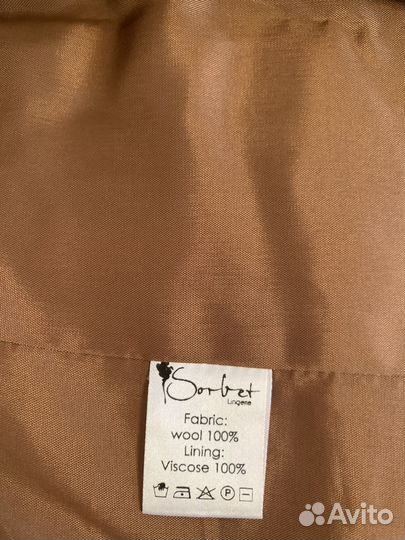 Sorbet
Lingerie
Fabric:
wool 100%
Lining:
Viscose 100%
P
Avito